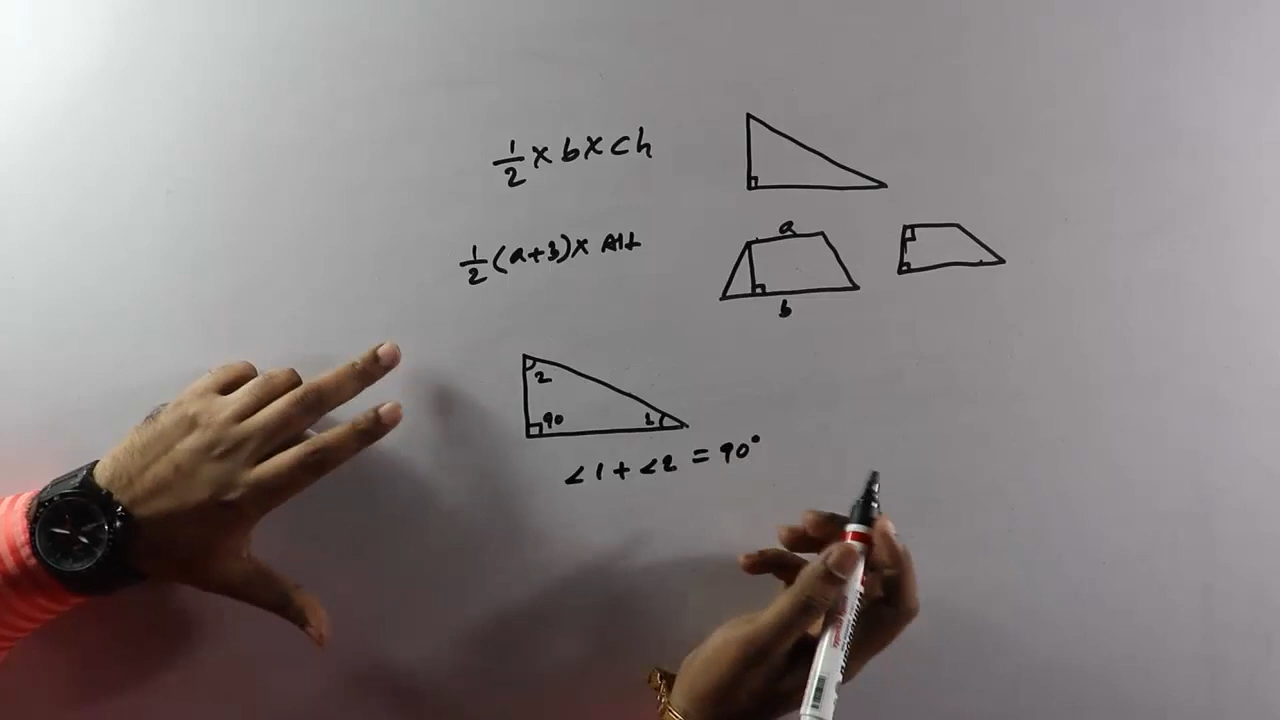 1/2 × b × ch
a
1/2 (a+b) × Alt
b
2
90 1
∠1 + ∠2 = 90°